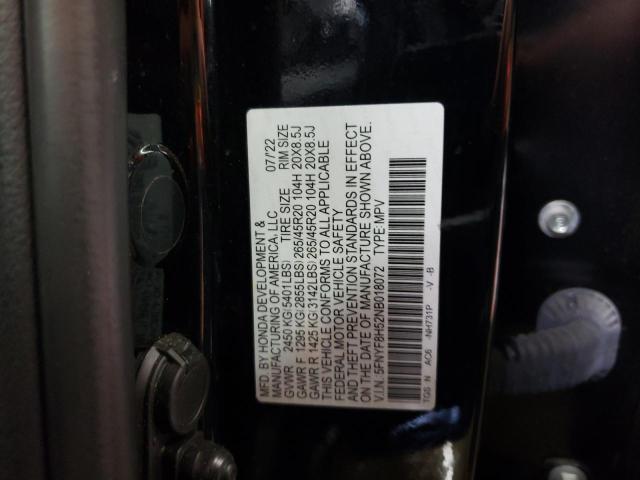 MFD. BY HONDA DEVELOPMENT &
MANUFACTURING OF AMERICA, LLC 07/'22
GVWR 2450 KG(5401LBS) TIRE SIZE RIM SIZE
GAWR F 1295 KG(2855LBS)265/45R20 104H 20X8.5J
GAWR R 1425 KG(3142LBS)265/45R20 104H 20X8.5J
THIS VEHICLE CONFORMS TO ALL APPLICABLE
FEDERAL MOTOR VEHICLE SAFETY
AND THEFT PREVENTION STANDARDS IN EFFECT
ON THE DATE OF MANUFACTURE SHOWN ABOVE.
V.I.N. 5FNYF8H52NB018072 TYPE:MPV
TGS N AC6 -NH731P -V -B